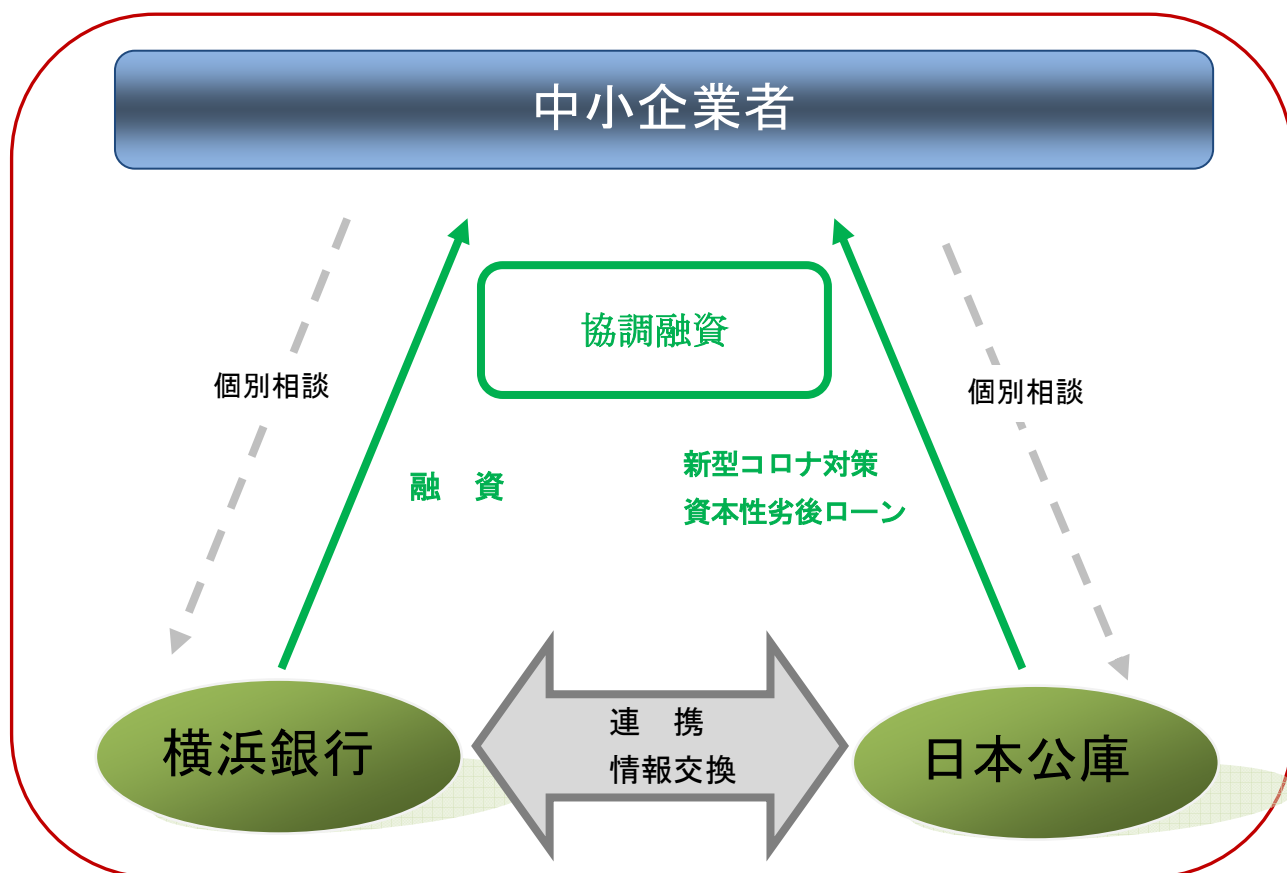 中小企業者
協調融資
個別相談
個別相談
融　資
新型コロナ対策
資本性劣後ローン
連　携
情報交換
横浜銀行
日本公庫